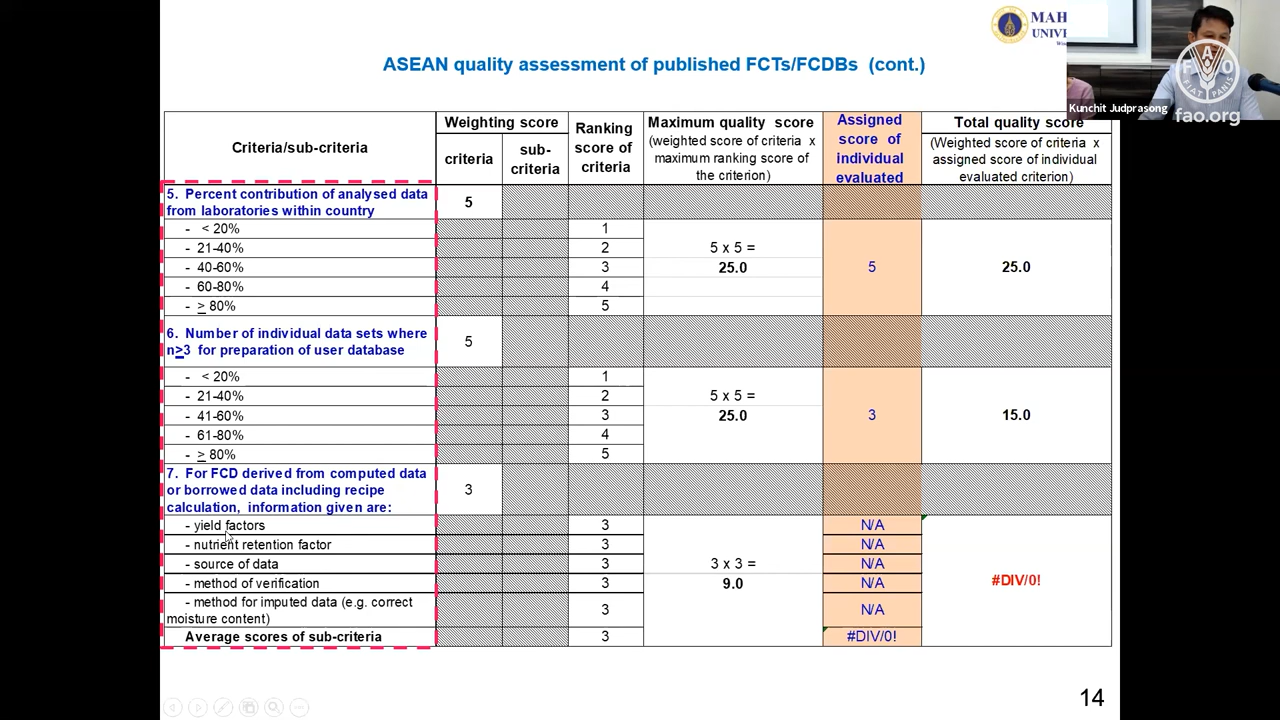 MAH
UNIV
Kunchit Judprasong
FAO
FIAT PANIS
fao.org
ASEAN quality assessment of published FCTs/FCDBs (cont.)
Criteria/sub-criteria
Weighting score
criteria
sub-
criteria
Ranking
score of
criteria
Maximum quality score
(weighted score of criteria x
maximum ranking score of
the criterion)
Assigned
score of
individual
evaluated
Total quality score
(Weighted score of criteria x
assigned score of individual
evaluated criterion)
5. Percent contribution of analysed data
from laboratories within country
5
- < 20%
1
- 21-40%
2
5 x 5 =
- 40-60%
3
25.0
5
25.0
- 60-80%
4
- ≥ 80%
5
6. Number of individual data sets where
n≥3 for preparation of user database
5
- < 20%
1
- 21-40%
2
5 x 5 =
- 41-60%
3
25.0
3
15.0
- 61-80%
4
- ≥ 80%
5
7. For FCD derived from computed data
or borrowed data including recipe
calculation, information given are:
3
- yield factors
3
N/A
- nutrient retention factor
3
N/A
- source of data
3
3 x 3 =
N/A
- method of verification
3
9.0
N/A
#DIV/0!
- method for imputed data (e.g. correct
moisture content)
3
N/A
Average scores of sub-criteria
3
#DIV/0!
14